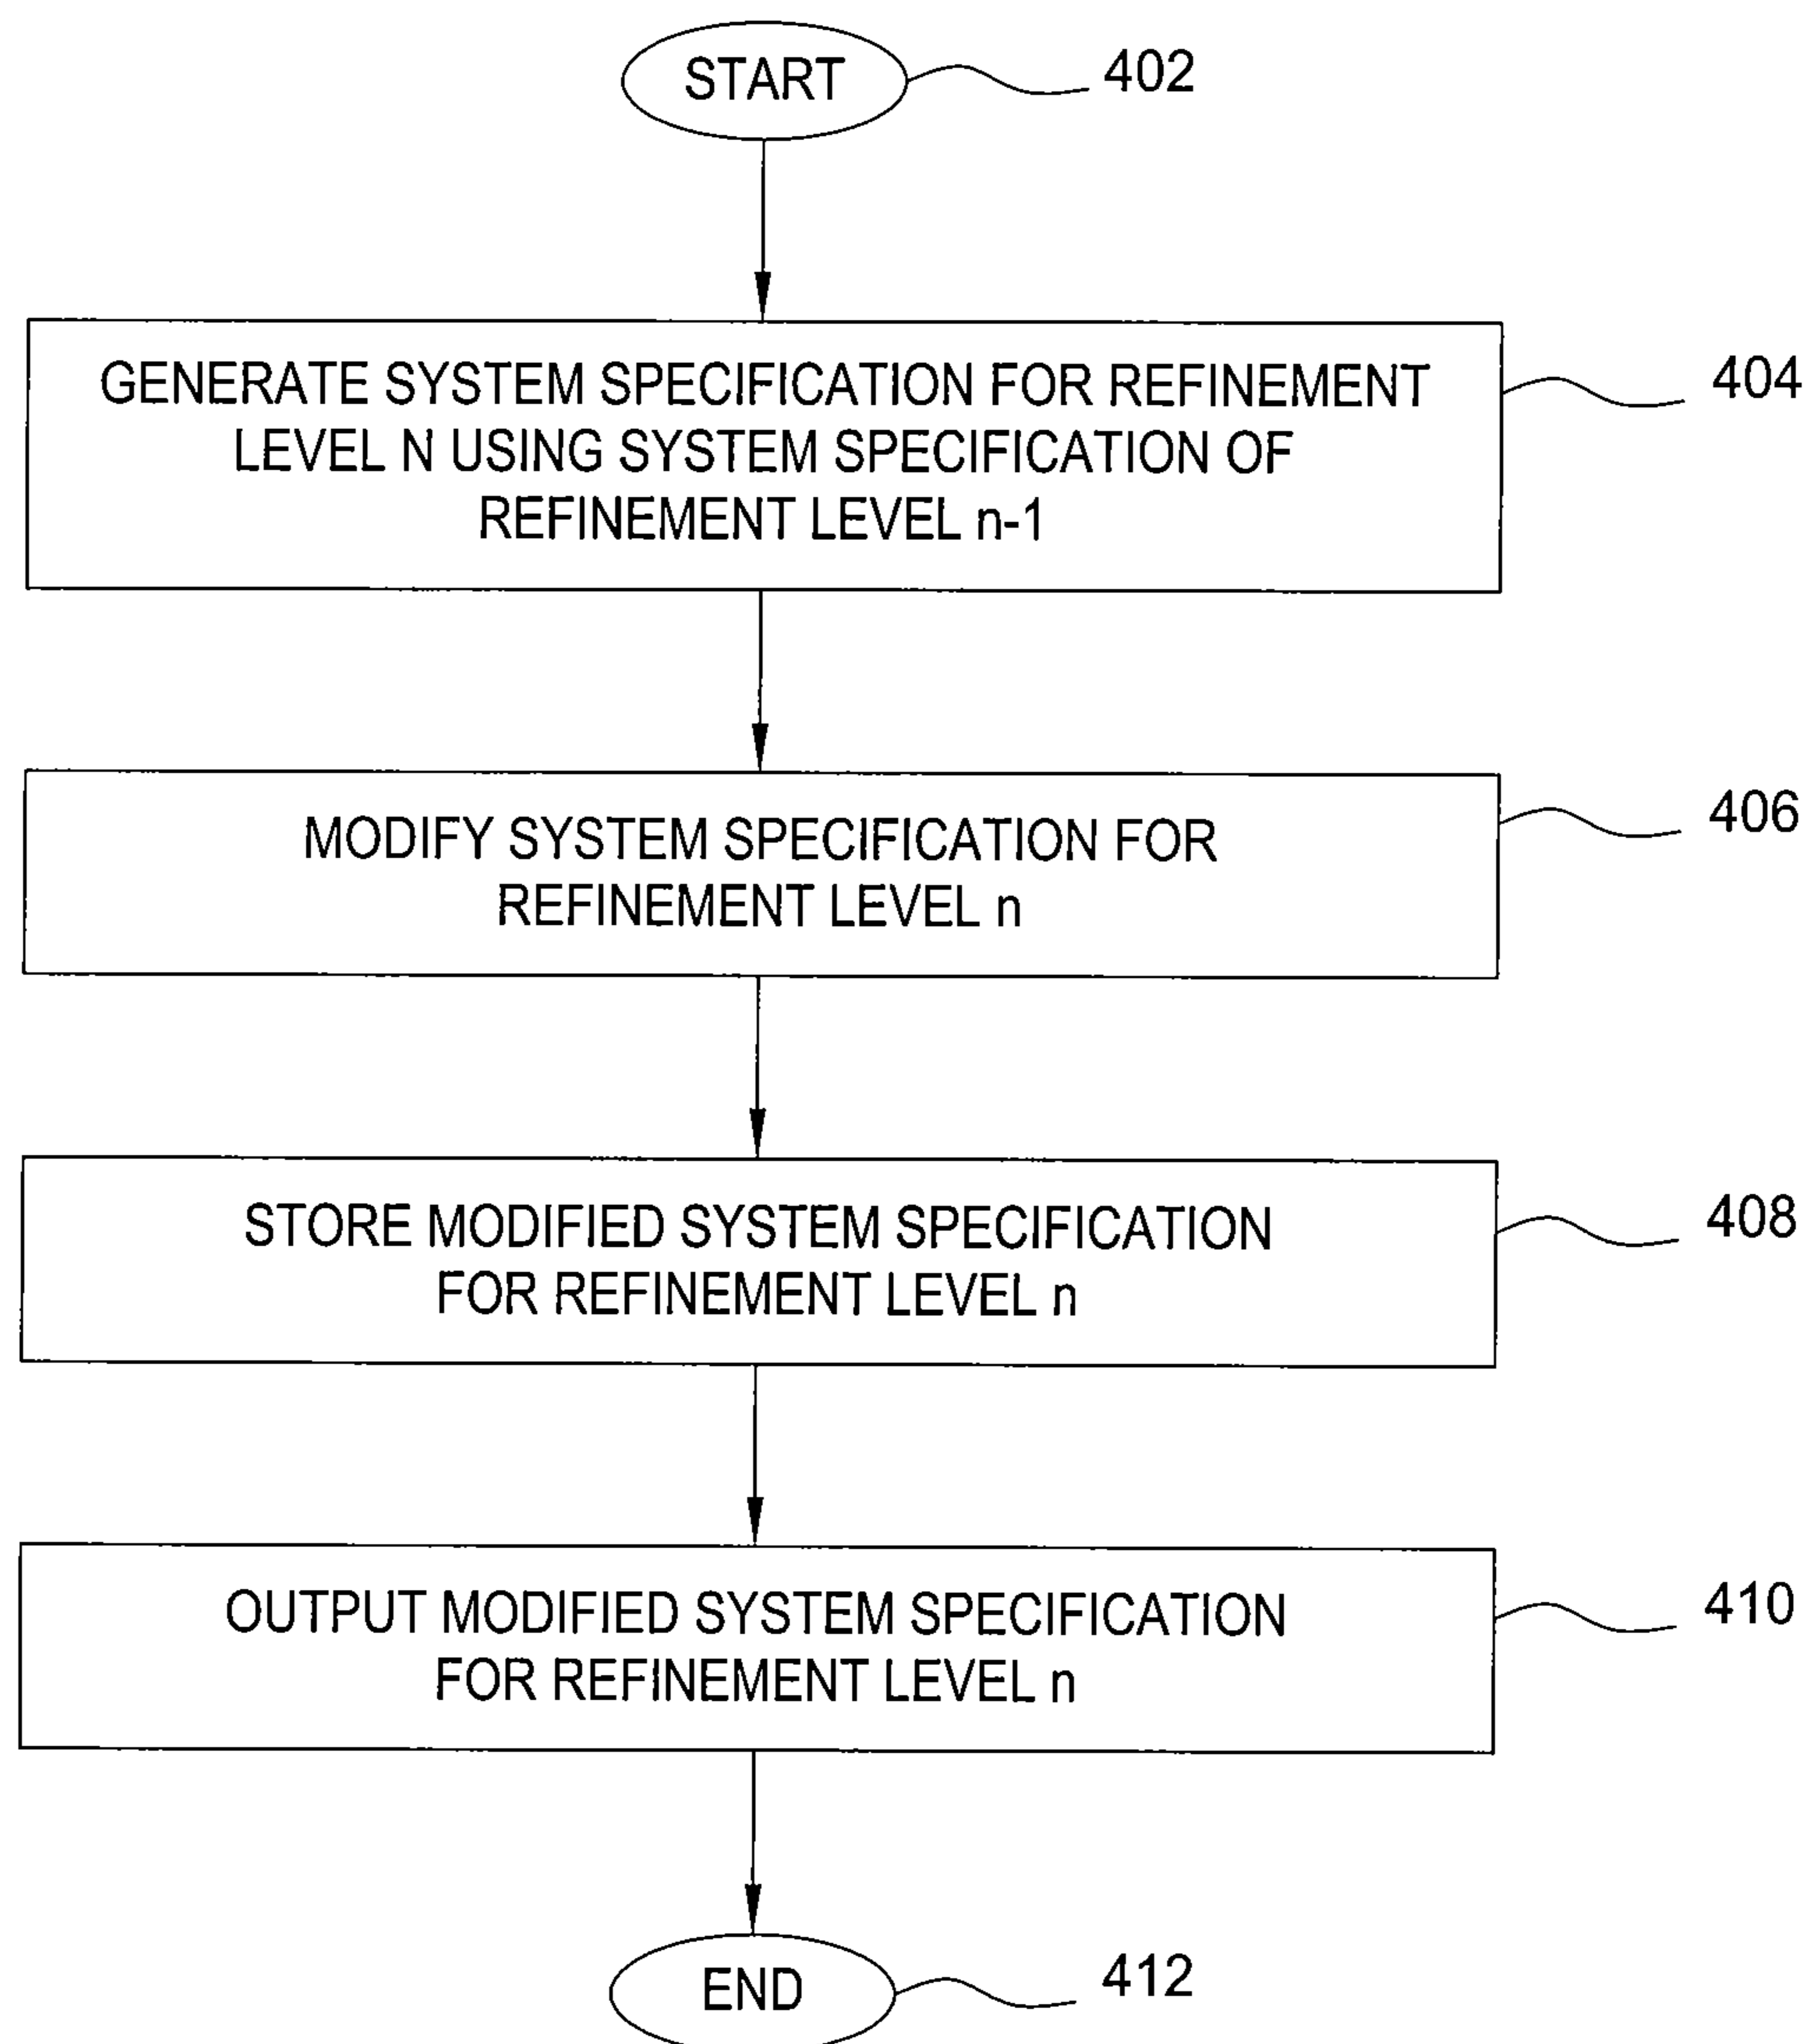 START
402
GENERATE SYSTEM SPECIFICATION FOR REFINEMENT
LEVEL N USING SYSTEM SPECIFICATION OF
REFINEMENT LEVEL n-1
404
MODIFY SYSTEM SPECIFICATION FOR
REFINEMENT LEVEL n
406
STORE MODIFIED SYSTEM SPECIFICATION
FOR REFINEMENT LEVEL n
408
OUTPUT MODIFIED SYSTEM SPECIFICATION
FOR REFINEMENT LEVEL n
410
END
412